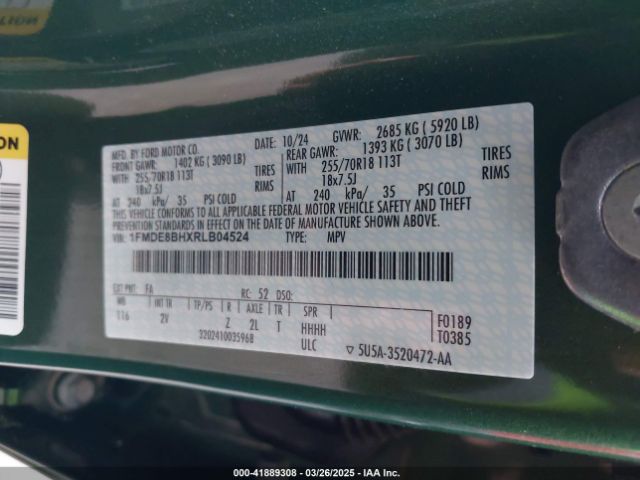 MFD. BY FORD MOTOR CO.
DATE: 10/24
GVWR: 2685 KG ( 5920 LB)
FRONT GAWR: 1402 KG ( 3090 LB)
REAR GAWR: 1393 KG ( 3070 LB)
WITH 255/70R18 113T TIRES
WITH 255/70R18 113T TIRES
18x7.5J RIMS
18x7.5J RIMS
AT 240 kPa/ 35 PSI COLD
AT 240 kPa/ 35 PSI COLD
THIS VEHICLE CONFORMS TO ALL APPLICABLE FEDERAL MOTOR VEHICLE SAFETY AND THEFT
PREVENTION STANDARDS IN EFFECT ON THE DATE OF MANUFACTURE SHOWN ABOVE.
VIN: 1FMDE8BHXRLB04524
TYPE: MPV
EXT PNT: FA RC: 52 DSO:
WB INT TR TP/PS R AXLE TR SPR
116 2V Z 2L T HHHH
3202410035968 ULC
F0189
T0385
▽ 5U5A-3520472-AA
ON
000-41889308 | 03/26/2025 | IAA Inc.